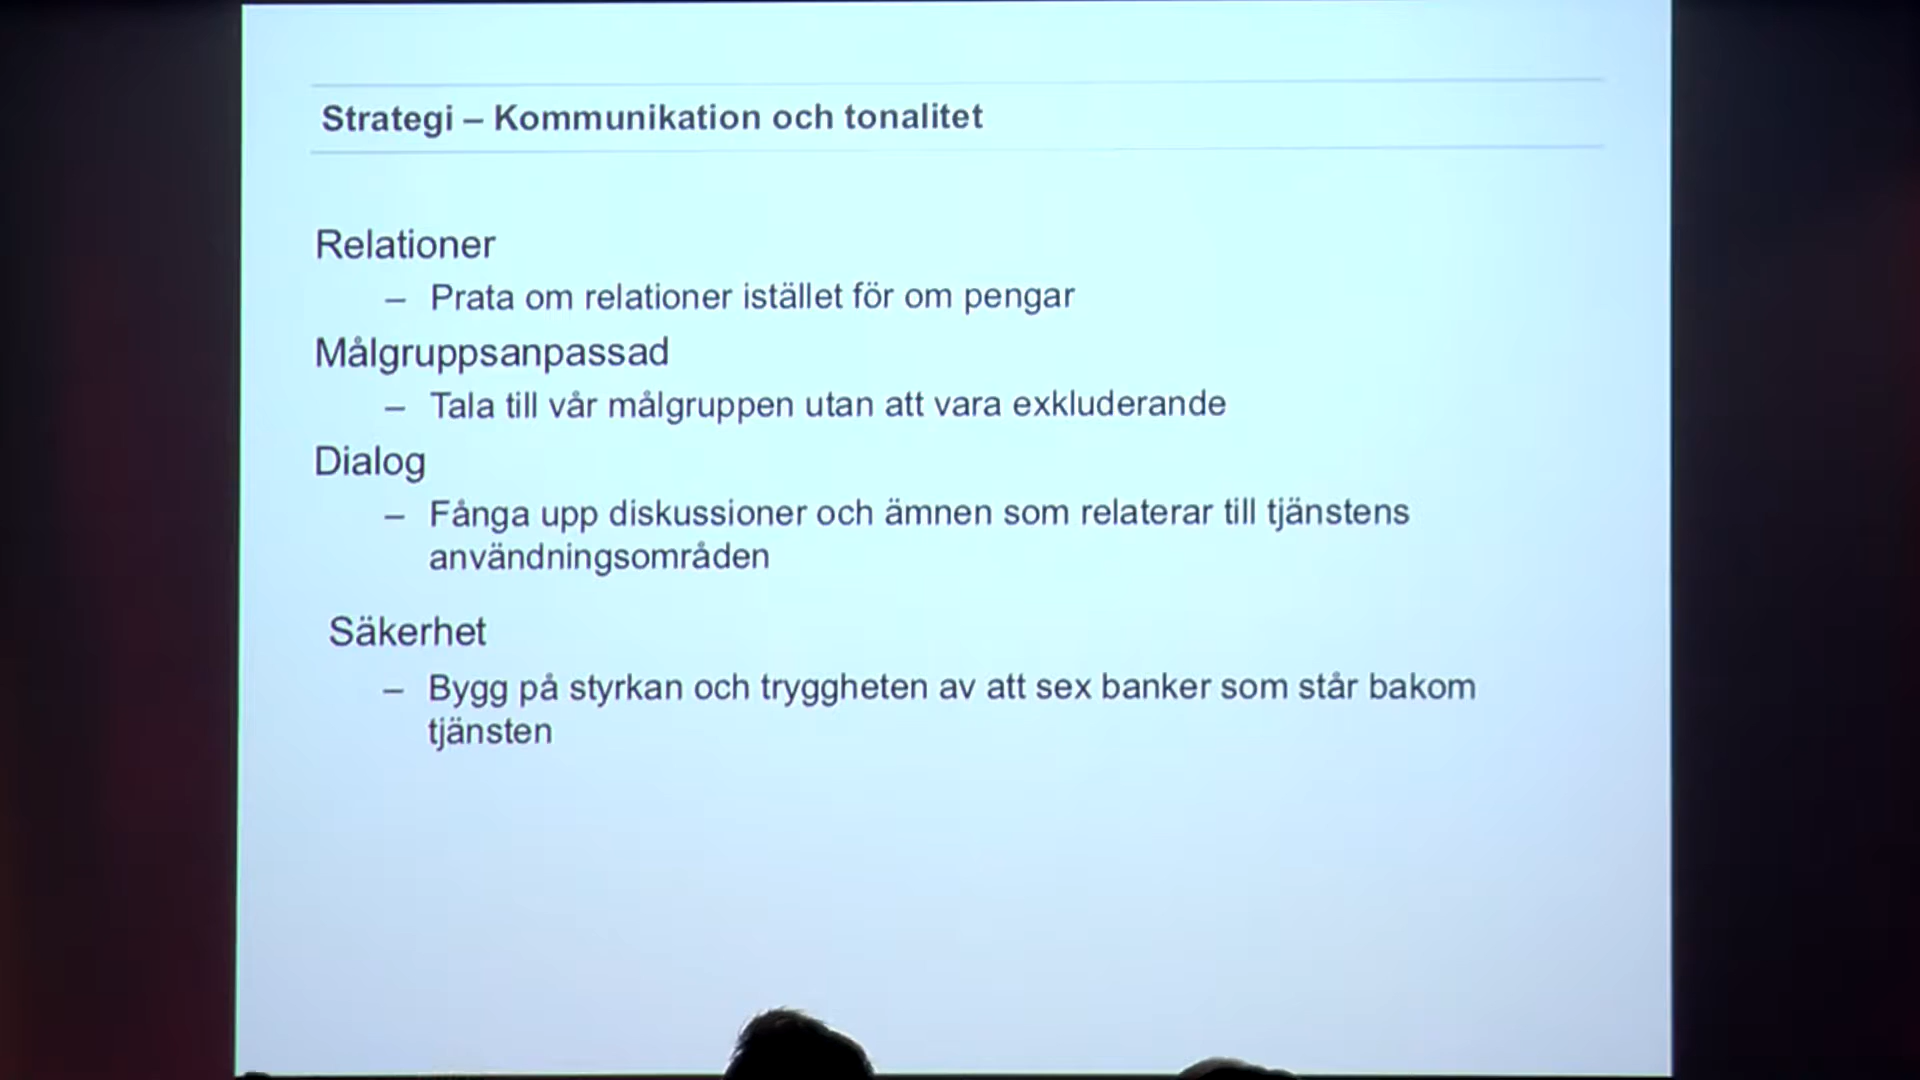 Strategi – Kommunikation och tonalitet
Relationer
– Prata om relationer istället för om pengar
Målgruppsanpassad
– Tala till vår målgruppen utan att vara exkluderande
Dialog
– Fånga upp diskussioner och ämnen som relaterar till tjänstens
användningsområden
Säkerhet
– Bygg på styrkan och tryggheten av att sex banker som står bakom
tjänsten